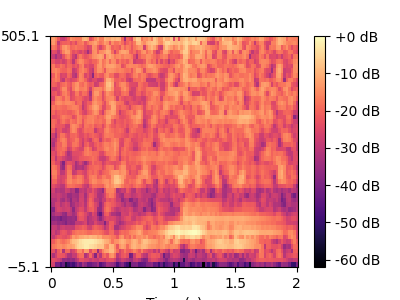 Mel Spectrogram
505.1
−5.1
0
0.5
1
1.5
2
+0 dB
-10 dB
-20 dB
-30 dB
-40 dB
-50 dB
-60 dB